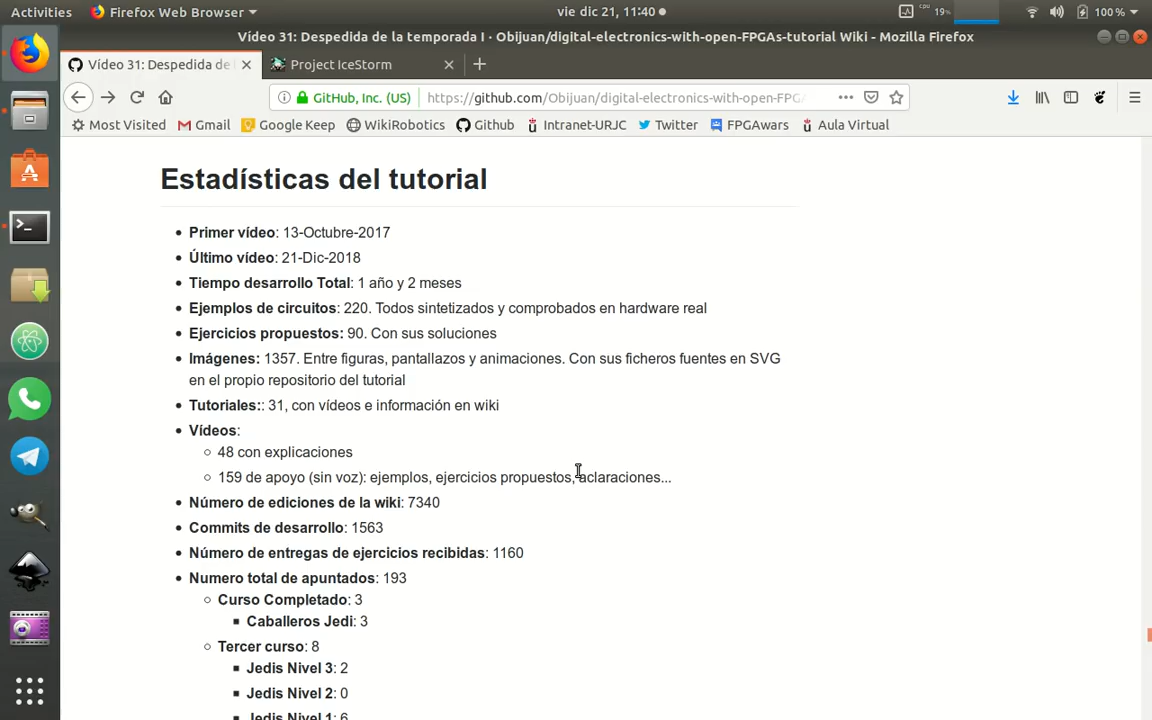 Activities
Firefox Web Browser
vie dic 21, 11:40
cpu 19%
100 %
Vídeo 31: Despedida de la temporada I · Obijuan/digital-electronics-with-open-FPGAs-tutorial Wiki - Mozilla Firefox
Vídeo 31: Despedida de l
Project IceStorm
GitHub, Inc. (US)
https://github.com/Obijuan/digital-electronics-with-open-FPGA
Most Visited
Gmail
Google Keep
WikiRobotics
Github
Intranet-URJC
Twitter
FPGAwars
Aula Virtual
Estadísticas del tutorial
Primer vídeo: 13-Octubre-2017
Último vídeo: 21-Dic-2018
Tiempo desarrollo Total: 1 año y 2 meses
Ejemplos de circuitos: 220. Todos sintetizados y comprobados en hardware real
Ejercicios propuestos: 90. Con sus soluciones
Imágenes: 1357. Entre figuras, pantallazos y animaciones. Con sus ficheros fuentes en SVG
en el propio repositorio del tutorial
Tutoriales:: 31, con vídeos e información en wiki
Vídeos:
48 con explicaciones
159 de apoyo (sin voz): ejemplos, ejercicios propuestos, aclaraciones...
Número de ediciones de la wiki: 7340
Commits de desarrollo: 1563
Número de entregas de ejercicios recibidas: 1160
Numero total de apuntados: 193
Curso Completado: 3
Caballeros Jedi: 3
Tercer curso: 8
Jedis Nivel 3: 2
Jedis Nivel 2: 0
Jedis Nivel 1: 6